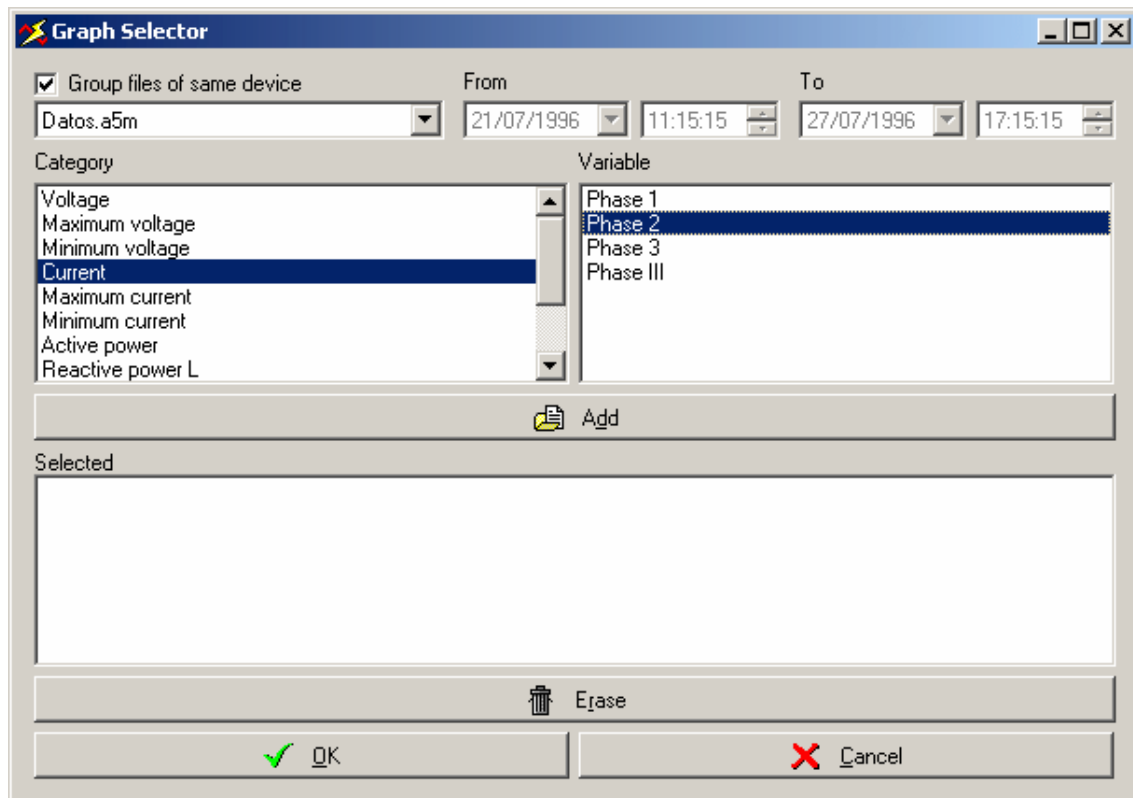 Graph Selector
Group files of same device
From
To
Datos.a5m
21/07/1996
11:15:15
27/07/1996
17:15:15
Category
Variable
Voltage
Maximum voltage
Minimum voltage
Current
Maximum current
Minimum current
Active power
Reactive power L
Phase 1
Phase 2
Phase 3
Phase III
Add
Selected
Erase
OK
Cancel